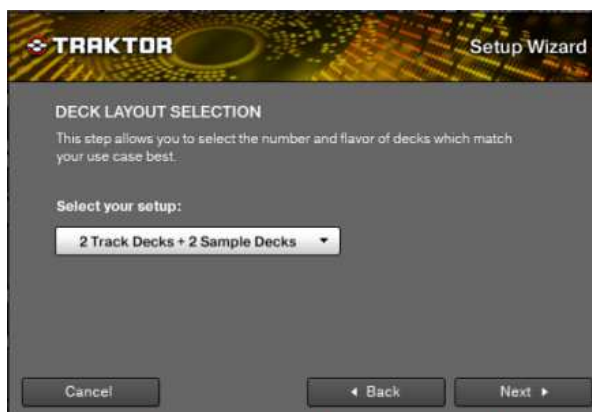 TRAKTOR
Setup Wizard
DECK LAYOUT SELECTION
This step allows you to select the number and flavor of decks which match
your use case best.
Select your setup:
2 Track Decks + 2 Sample Decks
Cancel
Back
Next